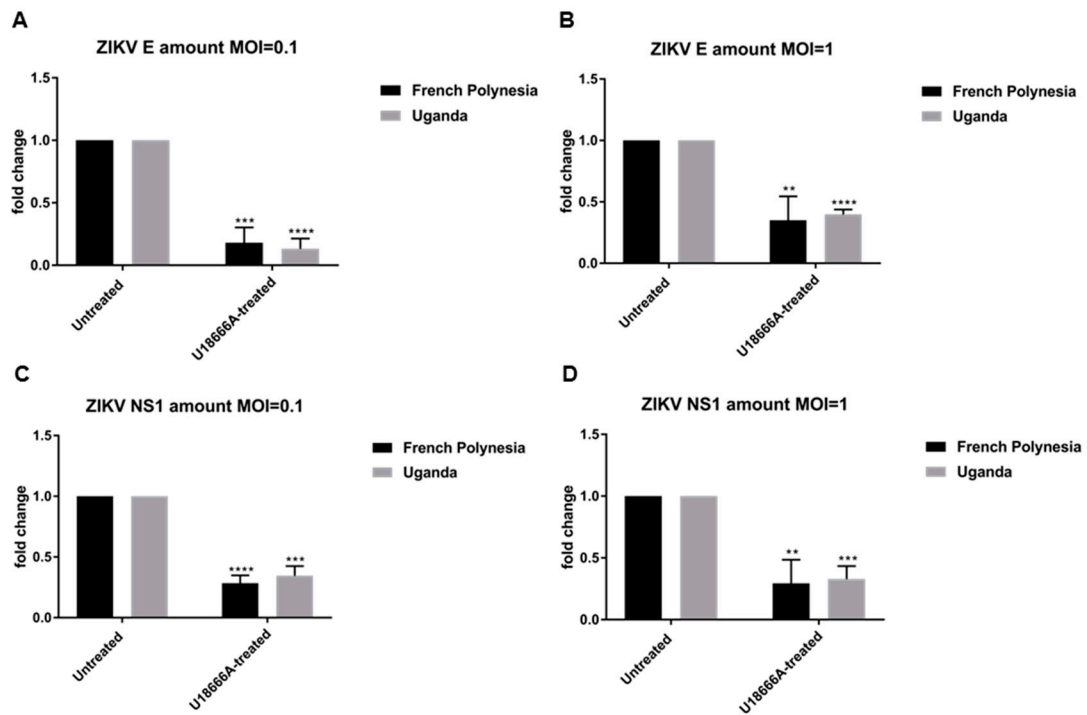 A
ZIKV E amount MOI=0.1
fold change
1.5
1.0
0.5
0.0
***
****
Untreated
U18666A-treated
French Polynesia
Uganda
B
ZIKV E amount MOI=1
fold change
1.5
1.0
0.5
0.0
**
****
Untreated
U18666A-treated
French Polynesia
Uganda
C
ZIKV NS1 amount MOI=0.1
fold change
1.5
1.0
0.5
0.0
****
***
Untreated
U18666A-treated
French Polynesia
Uganda
D
ZIKV NS1 amount MOI=1
fold change
1.5
1.0
0.5
0.0
**
***
Untreated
U18666A-treated
French Polynesia
Uganda